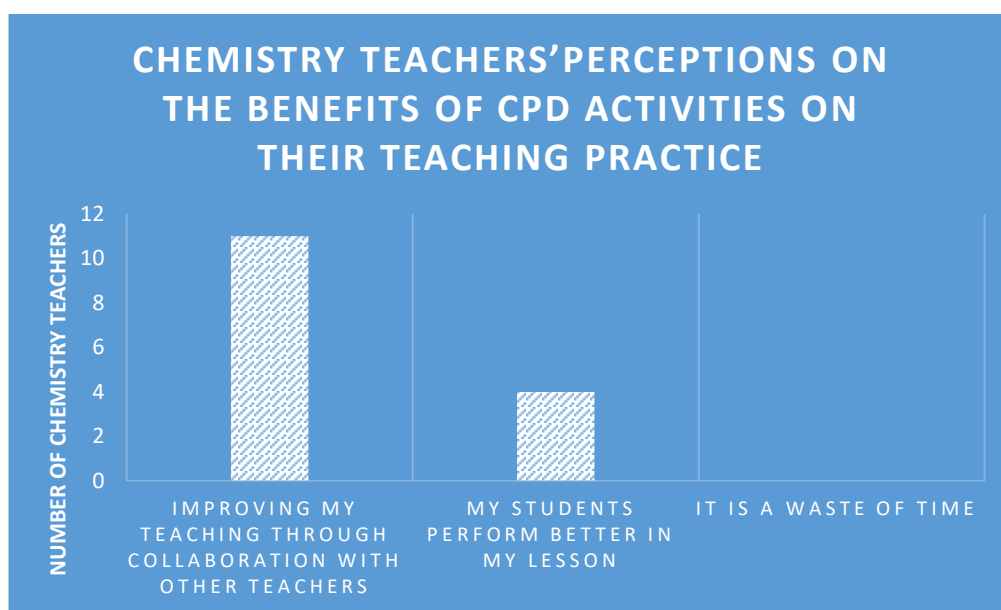 CHEMISTRY TEACHERS'PERCEPTIONS ON
THE BENEFITS OF CPD ACTIVITIES ON
THEIR TEACHING PRACTICE
NUMBER OF CHEMISTRY TEACHERS
12
10
8
6
4
2
0
IMPROVING MY
TEACHING THROUGH
COLLABORATION WITH
OTHER TEACHERS
MY STUDENTS
PERFORM BETTER IN
MY LESSON
IT IS A WASTE OF TIME